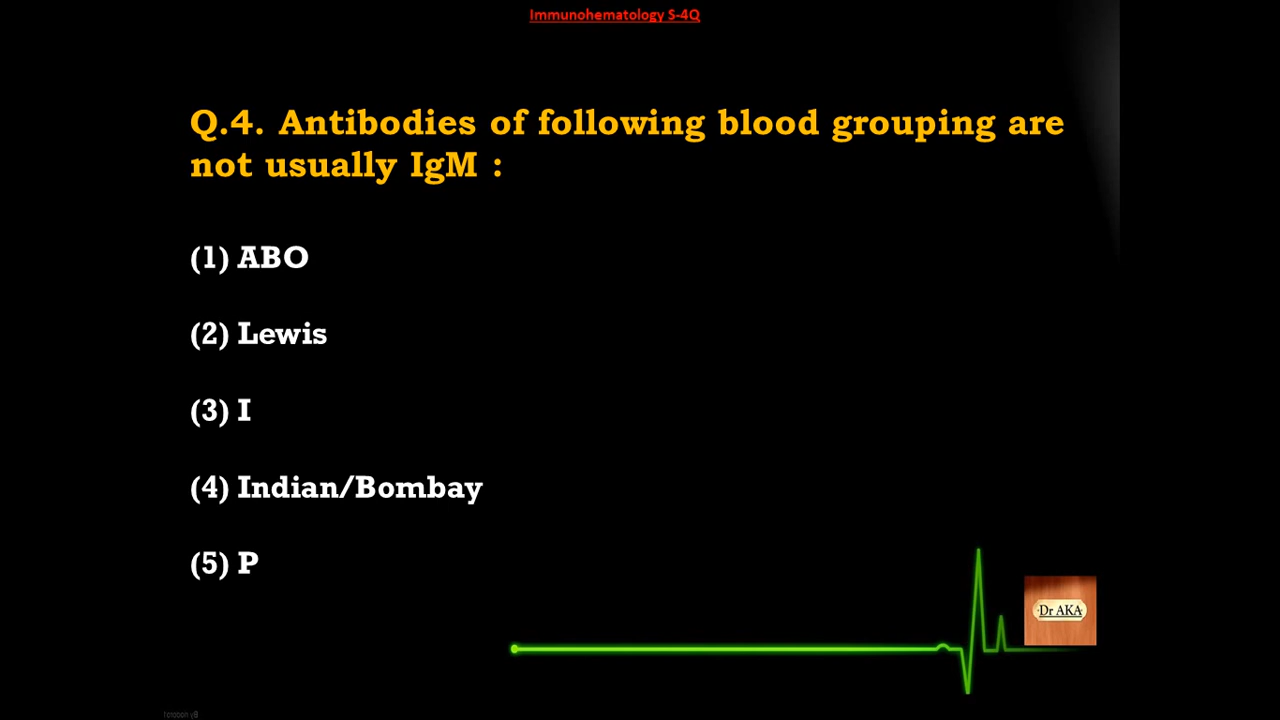 Immunohematology S-4Q
Q.4. Antibodies of following blood grouping are
not usually IgM :
(1) ABO
(2) Lewis
(3) I
(4) Indian/Bombay
(5) P
Dr AKA